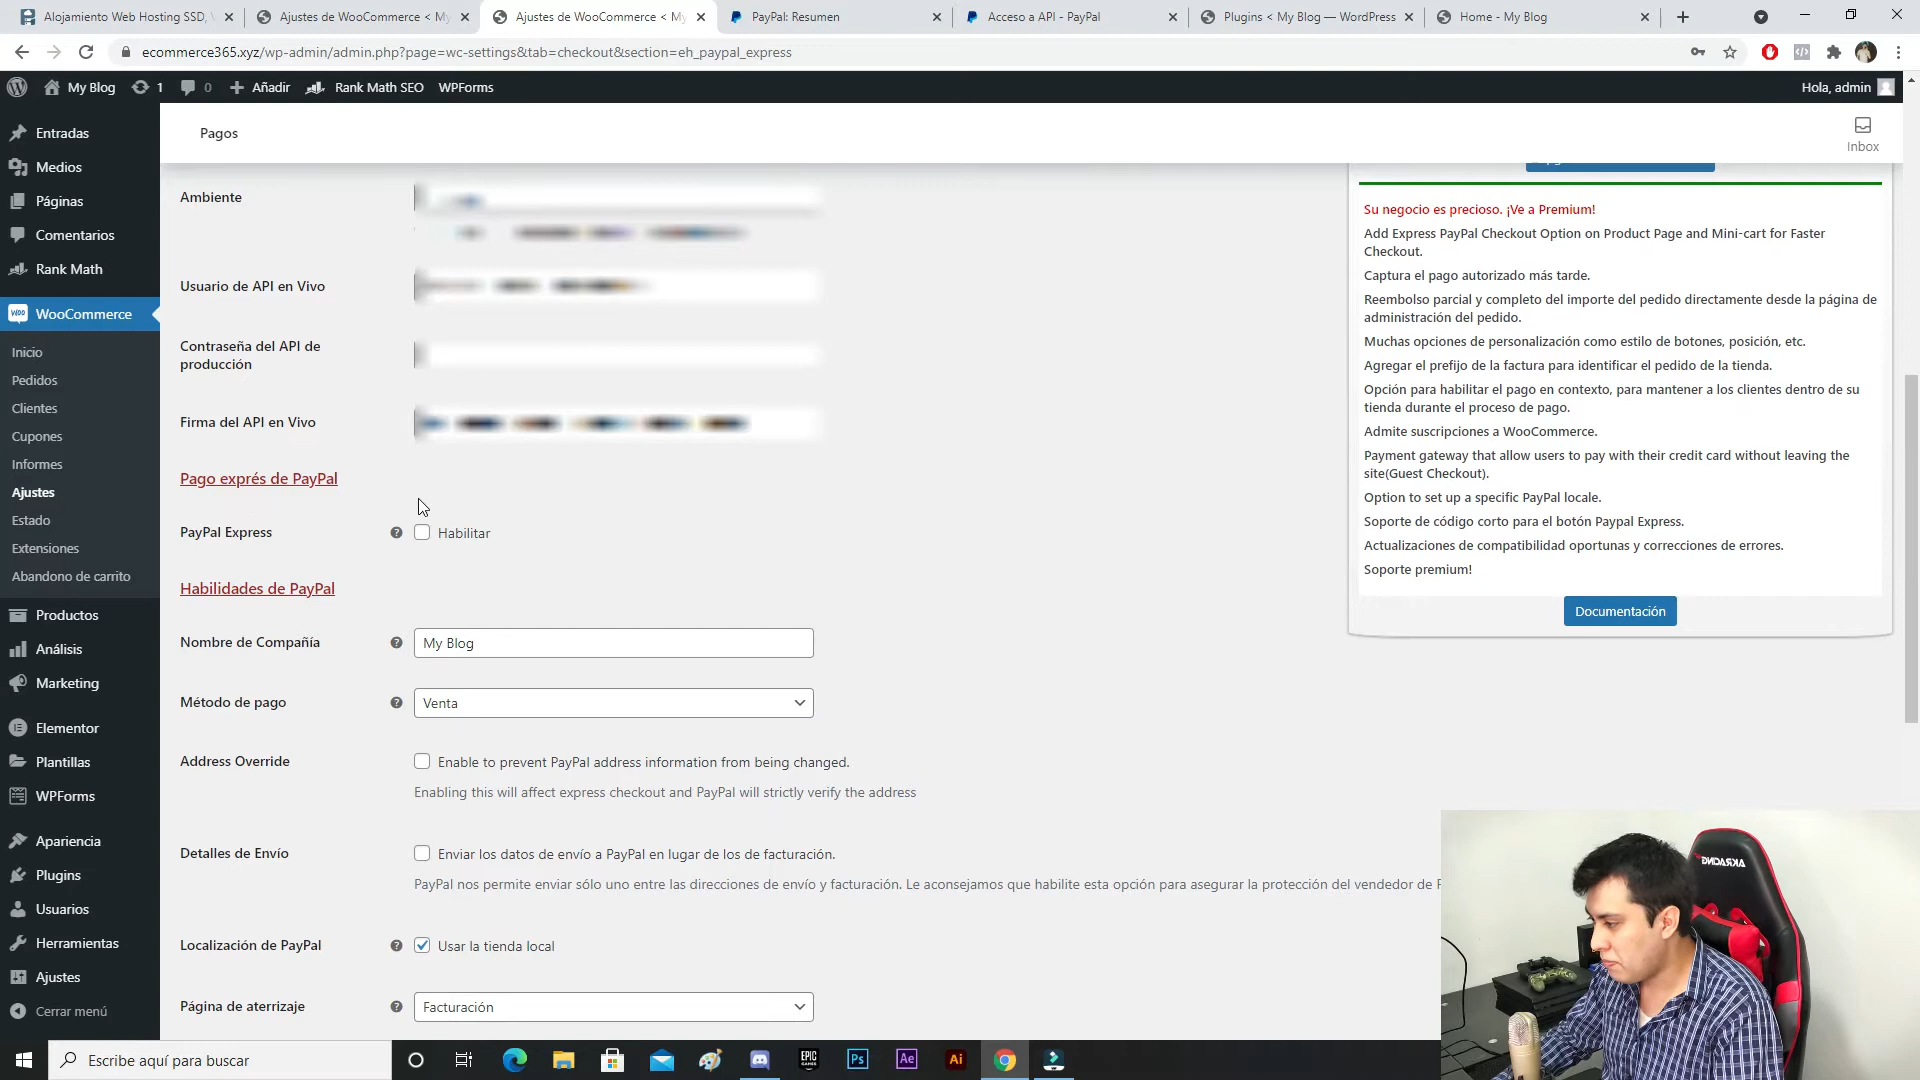 Alojamiento Web Hosting SSD,
Ajustes de WooCommerce < My
Ajustes de WooCommerce < My
PayPal: Resumen
Acceso a API - PayPal
Plugins < My Blog — WordPress
Home - My Blog
ecommerce365.xyz/wp-admin/admin.php?page=wc-settings&tab=checkout&section=eh_paypal_express
My Blog
1
0
Añadir
Rank Math SEO
WPForms
Hola, admin
Entradas
Medios
Páginas
Comentarios
Rank Math
WooCommerce
Inicio
Pedidos
Clientes
Cupones
Informes
Ajustes
Estado
Extensiones
Abandono de carrito
Productos
Análisis
Marketing
Elementor
Plantillas
WPForms
Apariencia
Plugins
Usuarios
Herramientas
Ajustes
Cerrar menú
Pagos
Inbox
Ambiente
Usuario de API en Vivo
Contraseña del API de
producción
Firma del API en Vivo
Pago exprés de PayPal
PayPal Express
Habilitar
Habilidades de PayPal
Nombre de Compañía
My Blog
Método de pago
Venta
Address Override
Enable to prevent PayPal address information from being changed.
Enabling this will affect express checkout and PayPal will strictly verify the address
Detalles de Envío
Enviar los datos de envío a PayPal en lugar de los de facturación.
PayPal nos permite enviar sólo uno entre las direcciones de envío y facturación. Le aconsejamos que habilite esta opción para asegurar la protección del vendedor de
Localización de PayPal
Usar la tienda local
Página de aterrizaje
Facturación
Su negocio es precioso. ¡Ve a Premium!
Add Express PayPal Checkout Option on Product Page and Mini-cart for Faster
Checkout.
Captura el pago autorizado más tarde.
Reembolso parcial y completo del importe del pedido directamente desde la página de
administración del pedido.
Muchas opciones de personalización como estilo de botones, posición, etc.
Agregar el prefijo de la factura para identificar el pedido de la tienda.
Opción para habilitar el pago en contexto, para mantener a los clientes dentro de su
tienda durante el proceso de pago.
Admite suscripciones a WooCommerce.
Payment gateway that allow users to pay with their credit card without leaving the
site(Guest Checkout).
Option to set up a specific PayPal locale.
Soporte de código corto para el botón Paypal Express.
Actualizaciones de compatibilidad oportunas y correcciones de errores.
Soporte premium!
Documentación
AKRACING
Escribe aquí para buscar
EPIC
GAMES
Ps
Ae
Ai